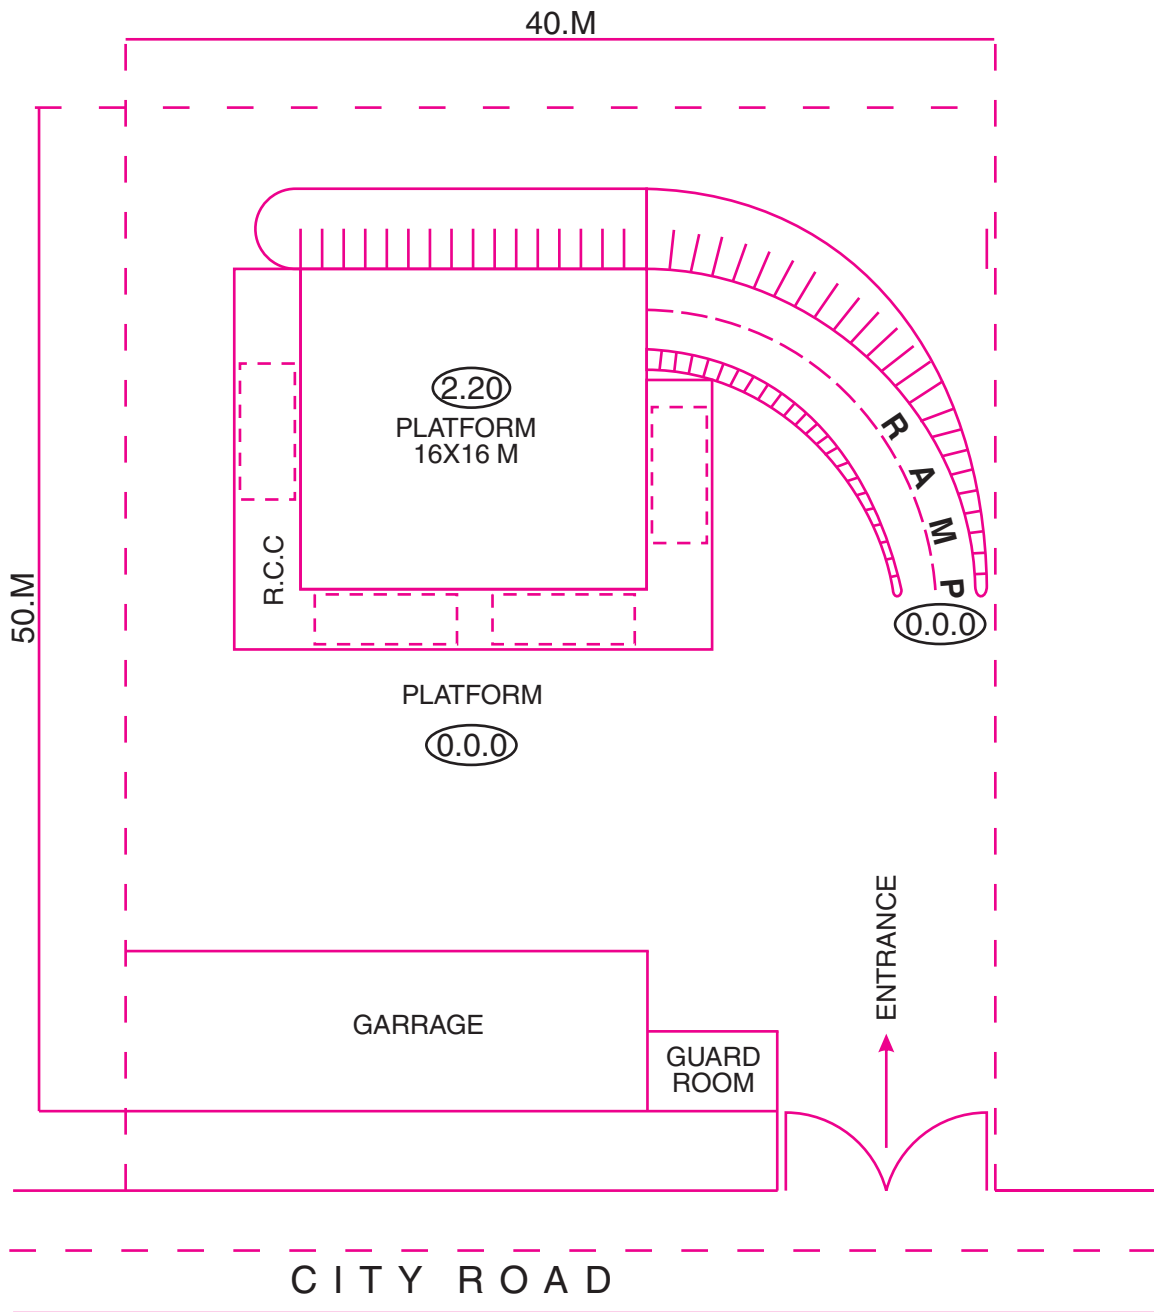 40.M
2.20
PLATFORM
16X16 M
R
A
M
P
R.C.C
50.M
0.0.0
PLATFORM
0.0.0
ENTRANCE
GARRAGE
GUARD
ROOM
CITY ROAD